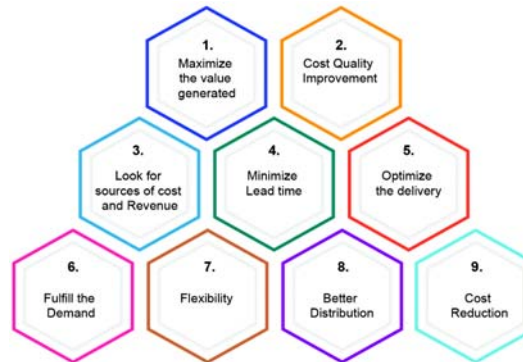 1.
Maximize
the value
generated
2.
Cost Quality
Improvement
3.
Look for
sources of cost
and Revenue
4.
Minimize
Lead time
5.
Optimize
the delivery
6.
Fulfill the
Demand
7.
Flexibility
8.
Better
Distribution
9.
Cost
Reduction